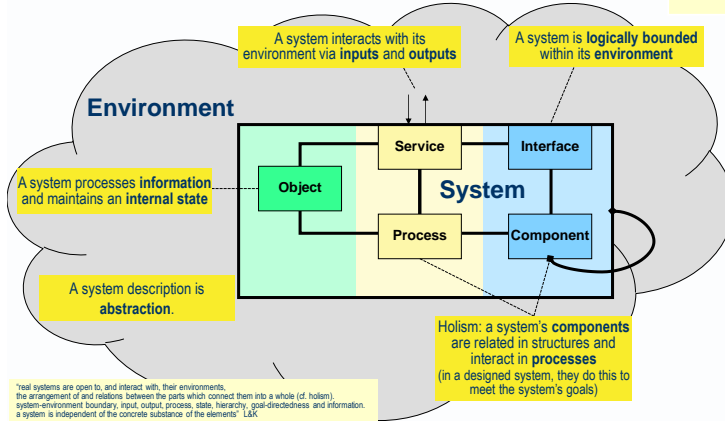 A system interacts with its
environment via inputs and outputs
A system is logically bounded
within its environment
Environment
Service
Interface
A system processes information
and maintains an internal state
Object
System
Process
Component
A system description is
abstraction.
Holism: a system's components
are related in structures and
interact in processes
(in a designed system, they do this to
meet the system's goals)
"real systems are open to, and interact with, their environments,
the arrangement of and relations between the parts which connect them into a whole (cf. holism).
system-environment boundary, input, output, process, state, hierarchy, goal-directedness and information.
a system is independent of the concrete substance of the elements" L&K